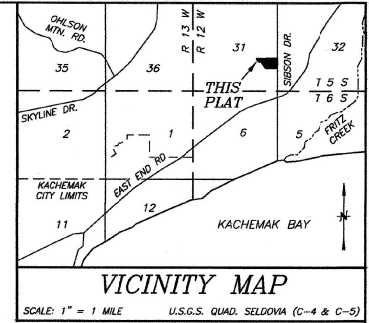 OHLSON
MTN. RD.
R 13 W
R 12 W
35
36
31
32
SIBSON DR.
THIS
PLAT
T 5 S
T 6 S
SKYLINE DR.
2
1
6
5
FRITZ
CREEK
EAST END RD
KACHEMAK
CITY LIMITS
11
12
KACHEMAK BAY
N
VICINITY MAP
SCALE: 1" = 1 MILE U.S.G.S. QUAD. SELDOVIA (C-4 & C-5)